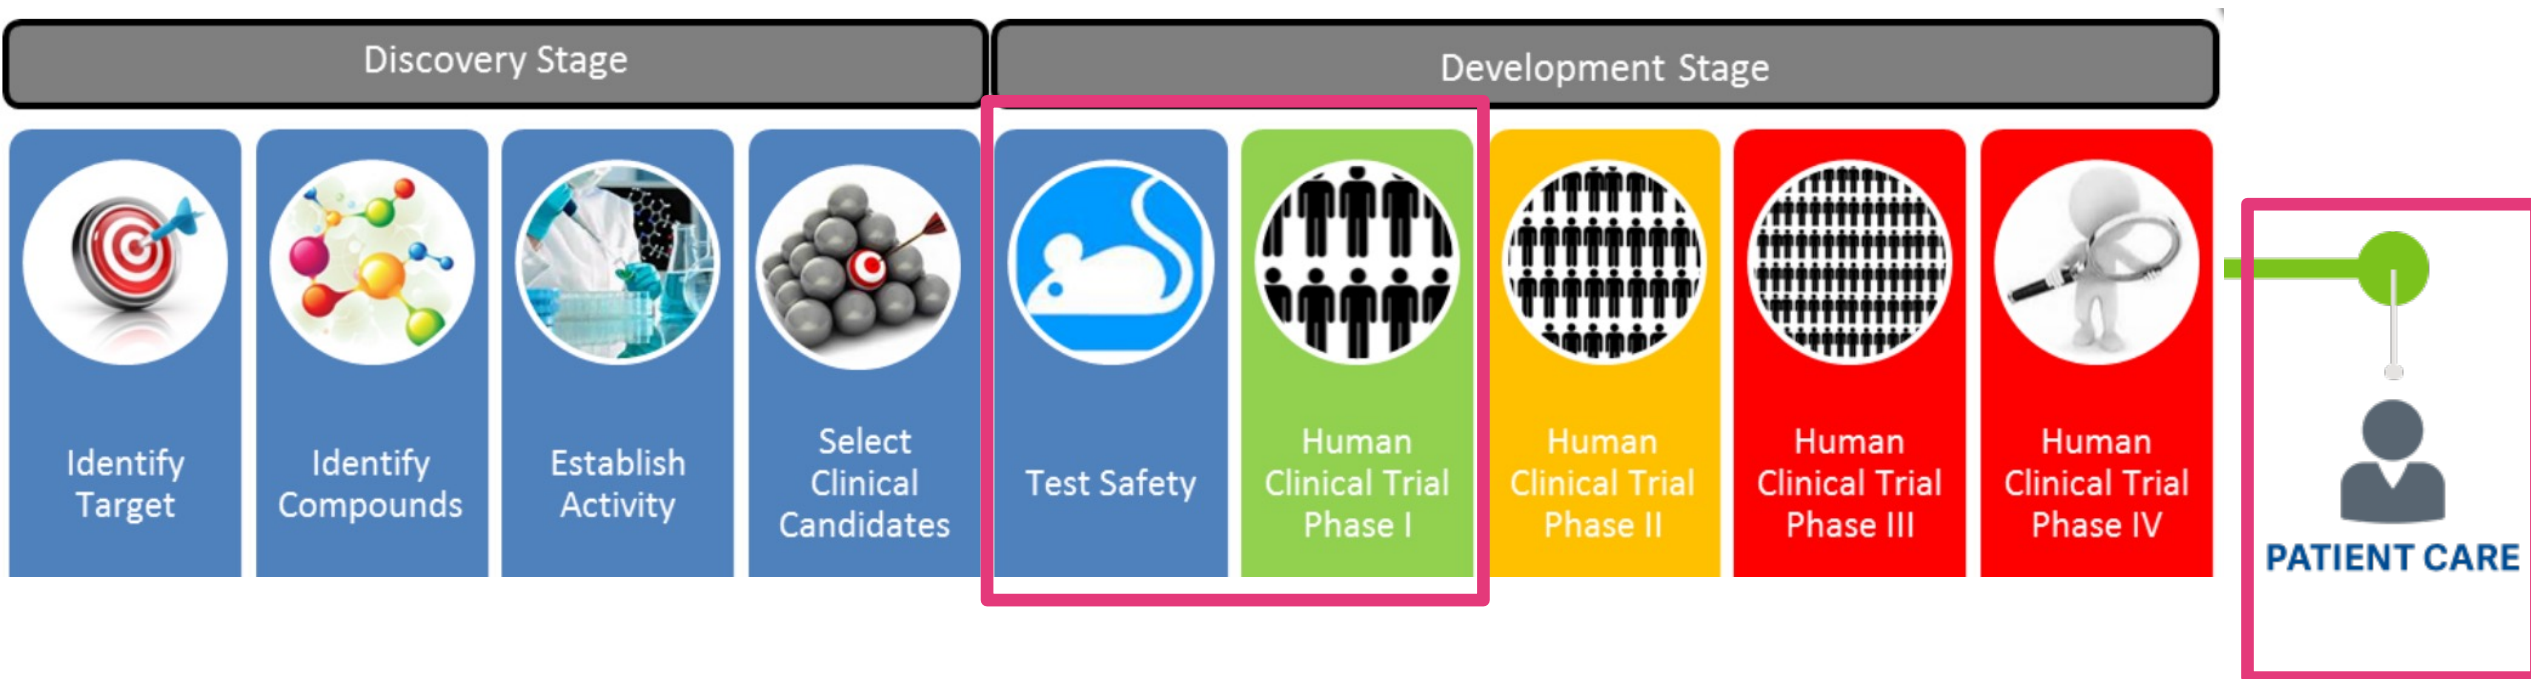 Discovery Stage
Development Stage
Identify
Target
Identify
Compounds
Establish
Activity
Select
Clinical
Candidates
Test Safety
Human
Clinical Trial
Phase I
Human
Clinical Trial
Phase II
Human
Clinical Trial
Phase III
Human
Clinical Trial
Phase IV
PATIENT CARE